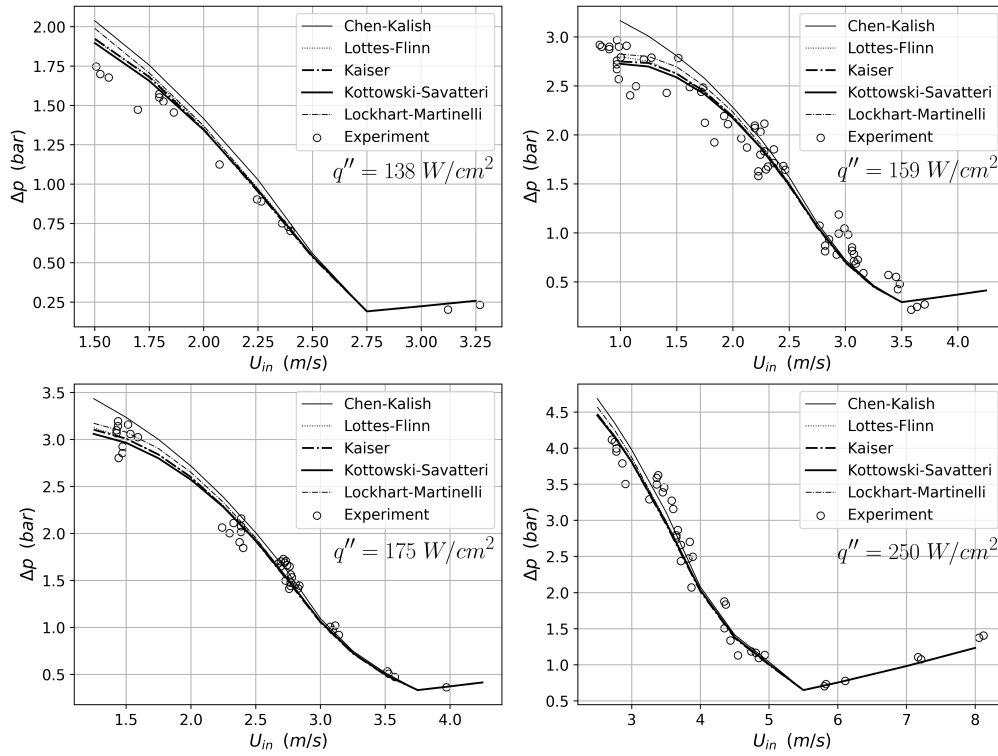 Chen-Kalish
Lottes-Flinn
Kaiser
Kottowski-Savatteri
Lockhart-Martinelli
Experiment
q″ = 138 W/cm²
2.00
1.75
1.50
1.25
1.00
0.75
0.50
0.25
Δp (bar)
1.50 1.75 2.00 2.25 2.50 2.75 3.00 3.25
U_in (m/s)
Chen-Kalish
Lottes-Flinn
Kaiser
Kottowski-Savatteri
Lockhart-Martinelli
Experiment
q″ = 159 W/cm²
3.0
2.5
2.0
1.5
1.0
0.5
Δp (bar)
1.0 1.5 2.0 2.5 3.0 3.5 4.0
U_in (m/s)
Chen-Kalish
Lottes-Flinn
Kaiser
Kottowski-Savatteri
Lockhart-Martinelli
Experiment
q″ = 175 W/cm²
3.5
3.0
2.5
2.0
1.5
1.0
0.5
Δp (bar)
1.5 2.0 2.5 3.0 3.5 4.0
U_in (m/s)
Chen-Kalish
Lottes-Flinn
Kaiser
Kottowski-Savatteri
Lockhart-Martinelli
Experiment
q″ = 250 W/cm²
4.5
4.0
3.5
3.0
2.5
2.0
1.5
1.0
0.5
Δp (bar)
3 4 5 6 7 8
U_in (m/s)